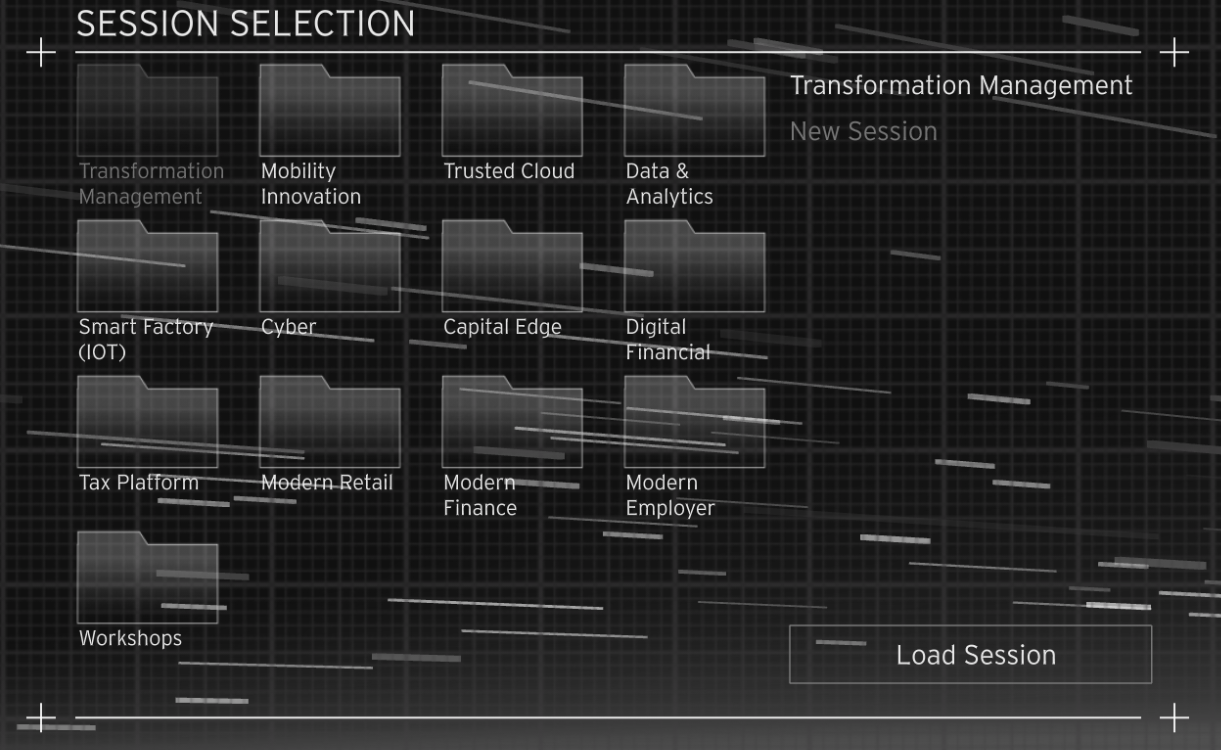 SESSION SELECTION
Transformation
Management
Mobility
Innovation
Trusted Cloud
Data &
Analytics
Smart Factory
(IOT)
Cyber
Capital Edge
Digital
Financial
Tax Platform
Modern Retail
Modern
Finance
Modern
Employer
Workshops
Transformation Management
New Session
Load Session